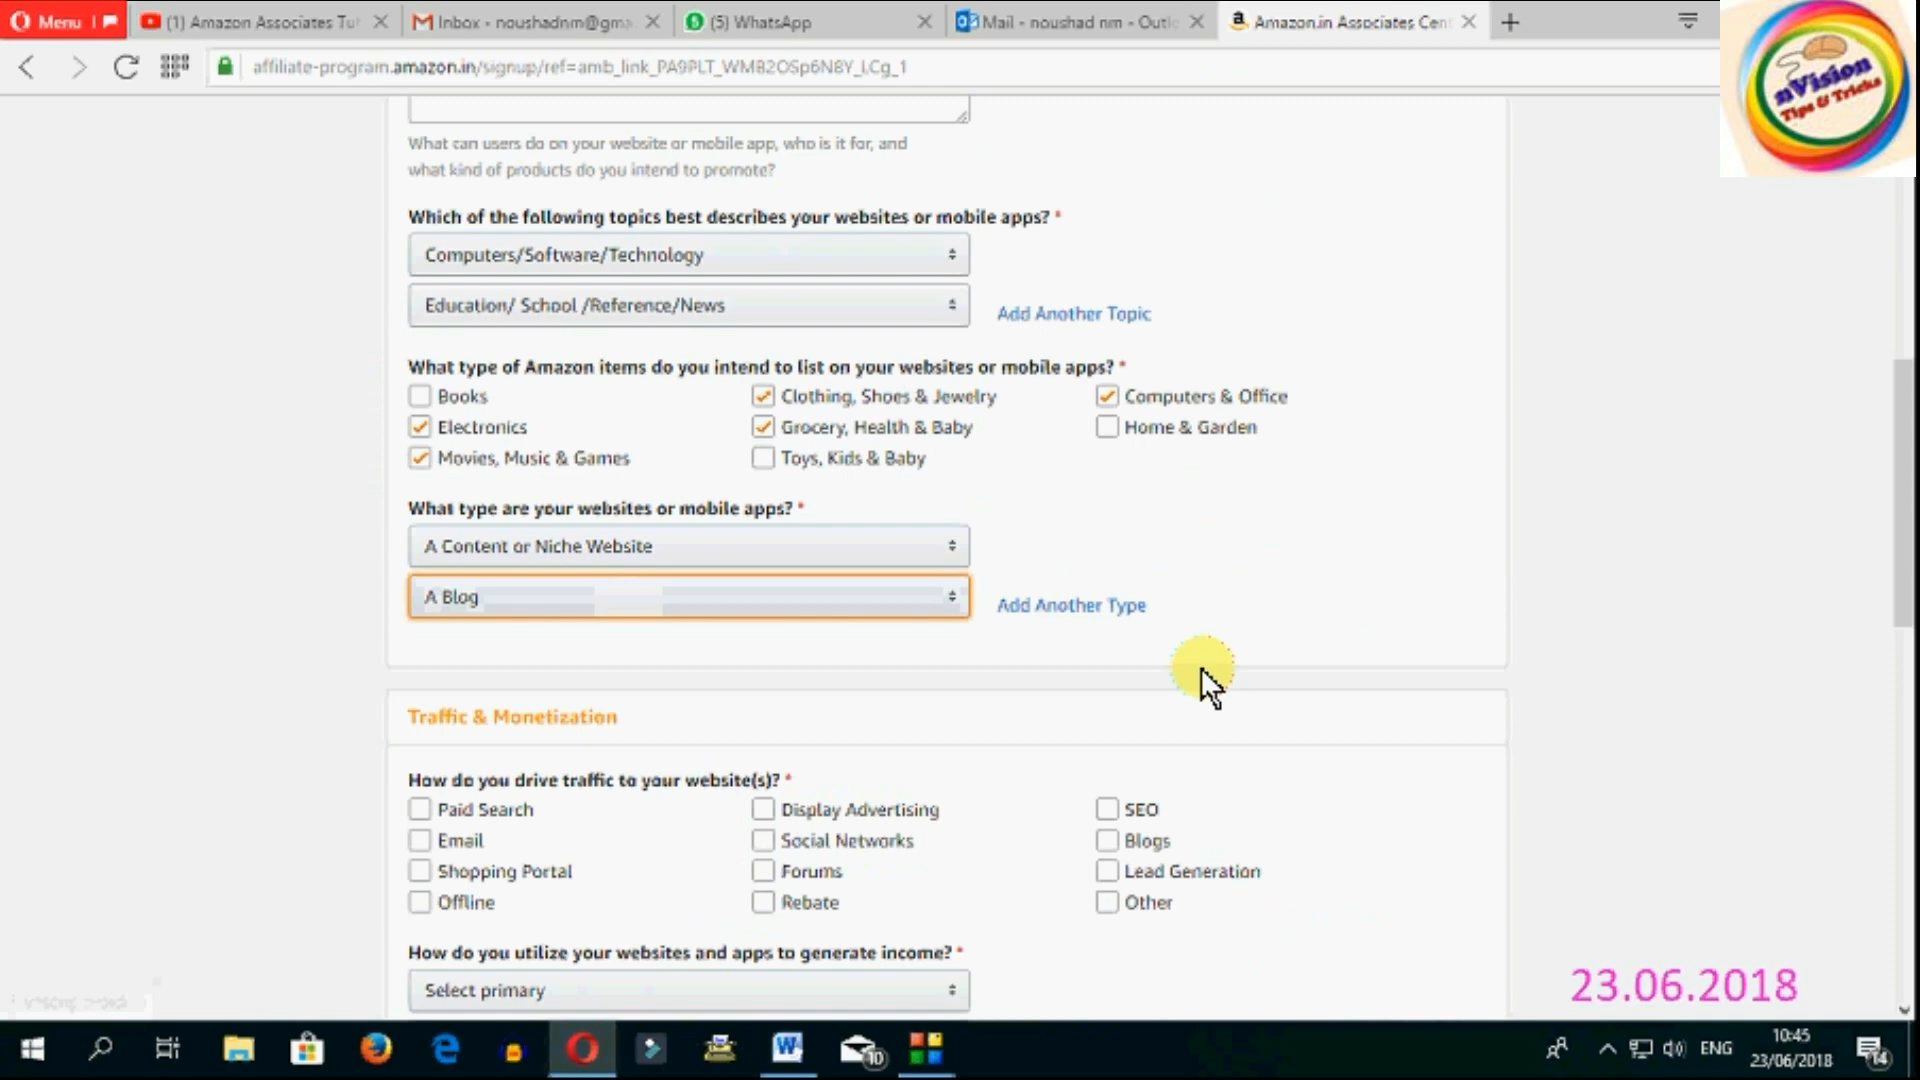 Menu
(1) Amazon Associates Tu
Inbox - noushadnm@gma
(5) WhatsApp
Mail - noushad nm - Outl
Amazon.in Associates Cen
affiliate-program.amazon.in/signup/ref=amb_link_PA9PLT_WMB2OSp6N8Y_LCg_1
nVision
Tips & Tricks
What can users do on your website or mobile app, who is it for, and
what kind of products do you intend to promote?
Which of the following topics best describes your websites or mobile apps? *
Computers/Software/Technology
Education/ School /Reference/News
Add Another Topic
What type of Amazon items do you intend to list on your websites or mobile apps? *
Books
Clothing, Shoes & Jewelry
Computers & Office
Electronics
Grocery, Health & Baby
Home & Garden
Movies, Music & Games
Toys, Kids & Baby
What type are your websites or mobile apps? *
A Content or Niche Website
A Blog
Add Another Type
Traffic & Monetization
How do you drive traffic to your website(s)? *
Paid Search
Display Advertising
SEO
Email
Social Networks
Blogs
Shopping Portal
Forums
Lead Generation
Offline
Rebate
Other
How do you utilize your websites and apps to generate income? *
Select primary
23.06.2018
10
ENG
10:45
23/06/2018
14